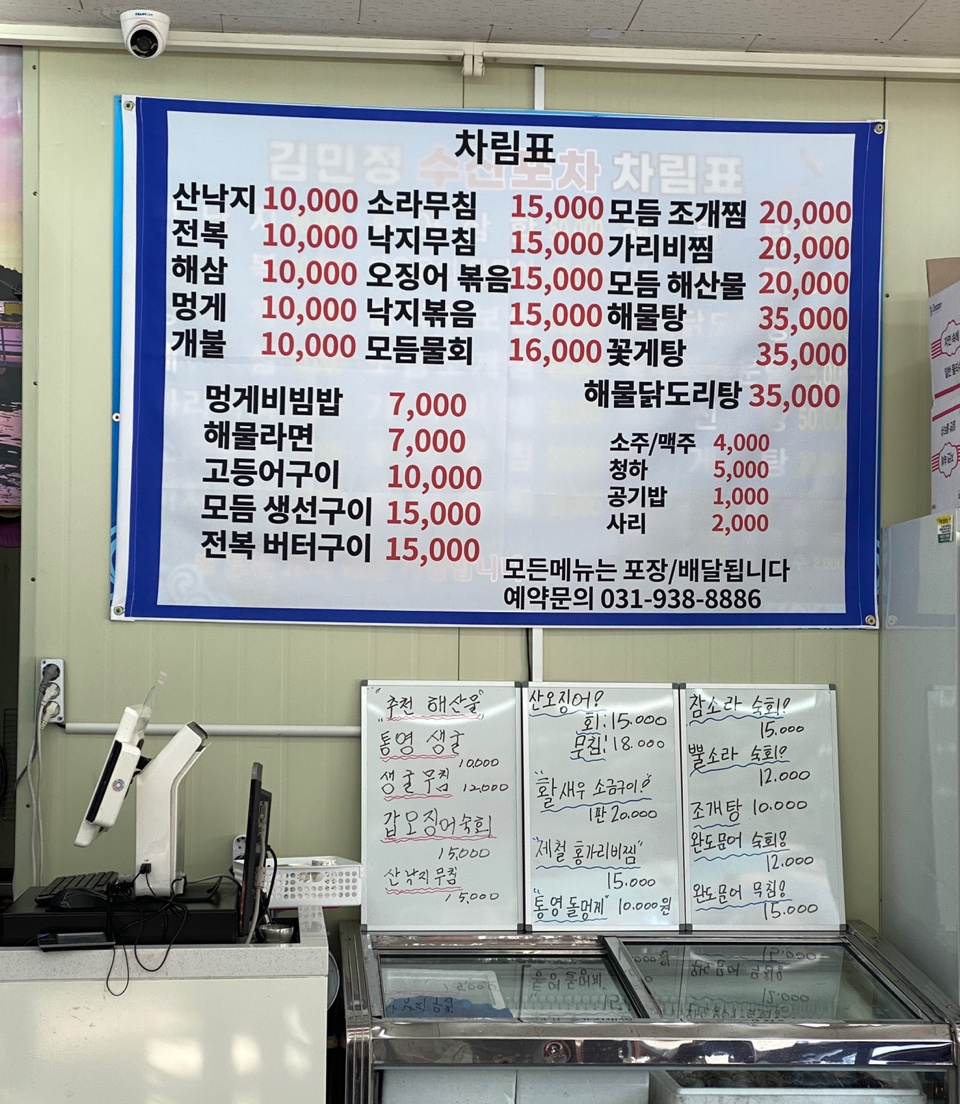 차림표
김민정 수산포차 차림표
산낙지 10,000 소라무침 15,000 모듬 조개찜 20,000
전복 10,000 낙지무침 15,000 가리비찜 20,000
해삼 10,000 오징어 볶음 15,000 모듬 해산물 20,000
멍게 10,000 낙지볶음 15,000 해물탕 35,000
개불 10,000 모듬물회 16,000 꽃게탕 35,000
해물닭도리탕 35,000
멍게비빔밥 7,000
해물라면 7,000
고등어구이 10,000
모듬 생선구이 15,000
전복 버터구이 15,000
소주/맥주 4,000
청하 5,000
공기밥 1,000
사리 2,000
모든메뉴는 포장/배달됩니다
예약문의 031-938-8886
"추천 해산물"
통영 생굴
10,000
생굴무침 12,000
갑오징어숙회
15,000
산낙지무침
15,000
산오징어?
회:15.000
무침:18.000
"활새우 소금구이?"
1판 20.000
"제철 홍가리비찜"
15.000
"통영 돌멍게" 10.000원
참소라 숙회?
15.000
뿔소라 숙회?
12.000
조개탕 10.000
완도문어 숙회?
12.000
완도문어 무침?
15.000